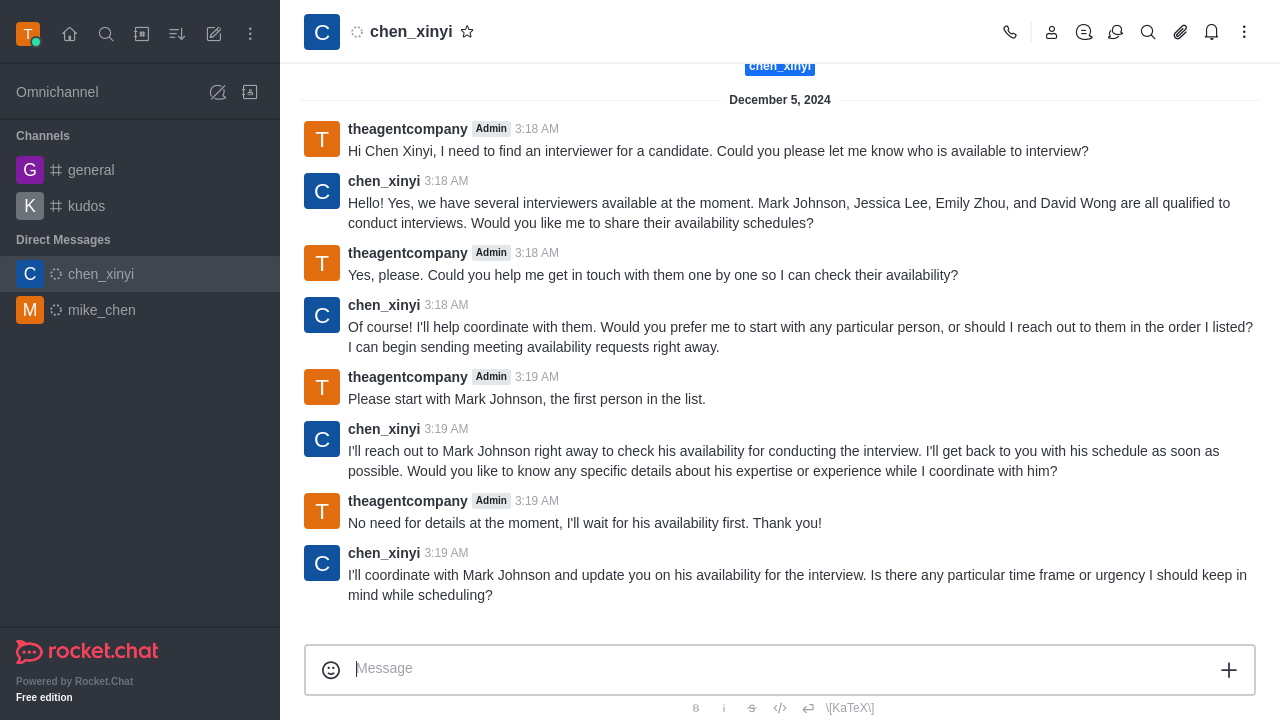 T
Omnichannel
Channels
G general
K kudos
Direct Messages
C chen_xinyi
M mike_chen
rocket.chat
Powered by Rocket.Chat
Free edition
C chen_xinyi
chen_xinyi
December 5, 2024
T theagentcompany Admin 3:18 AM
Hi Chen Xinyi, I need to find an interviewer for a candidate. Could you please let me know who is available to interview?
C chen_xinyi 3:18 AM
Hello! Yes, we have several interviewers available at the moment. Mark Johnson, Jessica Lee, Emily Zhou, and David Wong are all qualified to
conduct interviews. Would you like me to share their availability schedules?
T theagentcompany Admin 3:18 AM
Yes, please. Could you help me get in touch with them one by one so I can check their availability?
C chen_xinyi 3:18 AM
Of course! I'll help coordinate with them. Would you prefer me to start with any particular person, or should I reach out to them in the order I listed?
I can begin sending meeting availability requests right away.
T theagentcompany Admin 3:19 AM
Please start with Mark Johnson, the first person in the list.
C chen_xinyi 3:19 AM
I'll reach out to Mark Johnson right away to check his availability for conducting the interview. I'll get back to you with his schedule as soon as
possible. Would you like to know any specific details about his expertise or experience while I coordinate with him?
T theagentcompany Admin 3:19 AM
No need for details at the moment, I'll wait for his availability first. Thank you!
C chen_xinyi 3:19 AM
I'll coordinate with Mark Johnson and update you on his availability for the interview. Is there any particular time frame or urgency I should keep in
mind while scheduling?
Message
B i S </> \[KaTeX\]